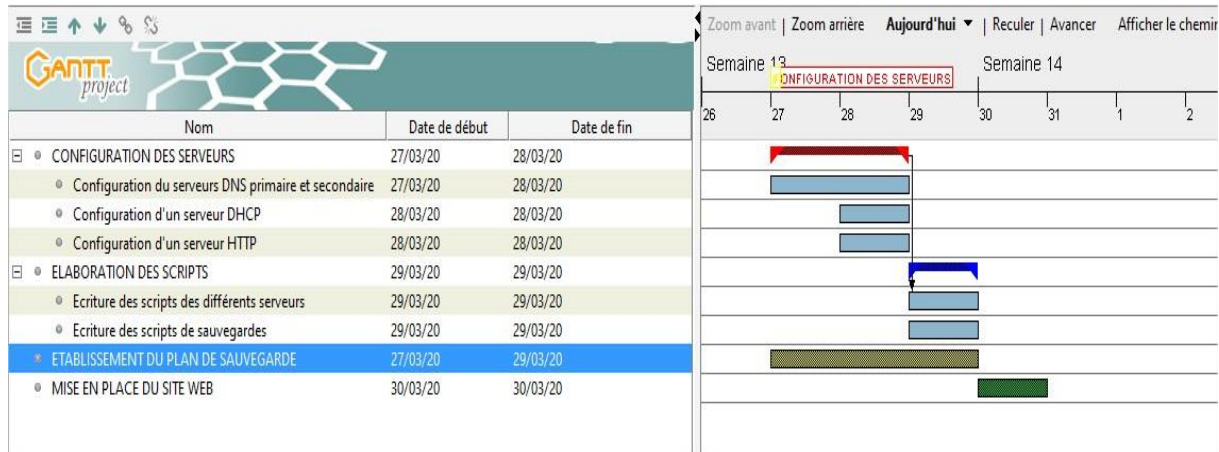 Zoom avant | Zoom arrière Aujourd'hui ▼ | Reculer | Avancer Afficher le chemin
GANTT
project
Semaine 13 Semaine 14
CONFIGURATION DES SERVEURS
26 27 28 29 30 31 1 2
Nom Date de début Date de fin
CONFIGURATION DES SERVEURS 27/03/20 28/03/20
Configuration du serveurs DNS primaire et secondaire 27/03/20 28/03/20
Configuration d'un serveur DHCP 28/03/20 28/03/20
Configuration d'un serveur HTTP 28/03/20 28/03/20
ELABORATION DES SCRIPTS 29/03/20 29/03/20
Ecriture des scripts des différents serveurs 29/03/20 29/03/20
Ecriture des scripts de sauvegardes 29/03/20 29/03/20
ETABLISSEMENT DU PLAN DE SAUVEGARDE 27/03/20 29/03/20
MISE EN PLACE DU SITE WEB 30/03/20 30/03/20